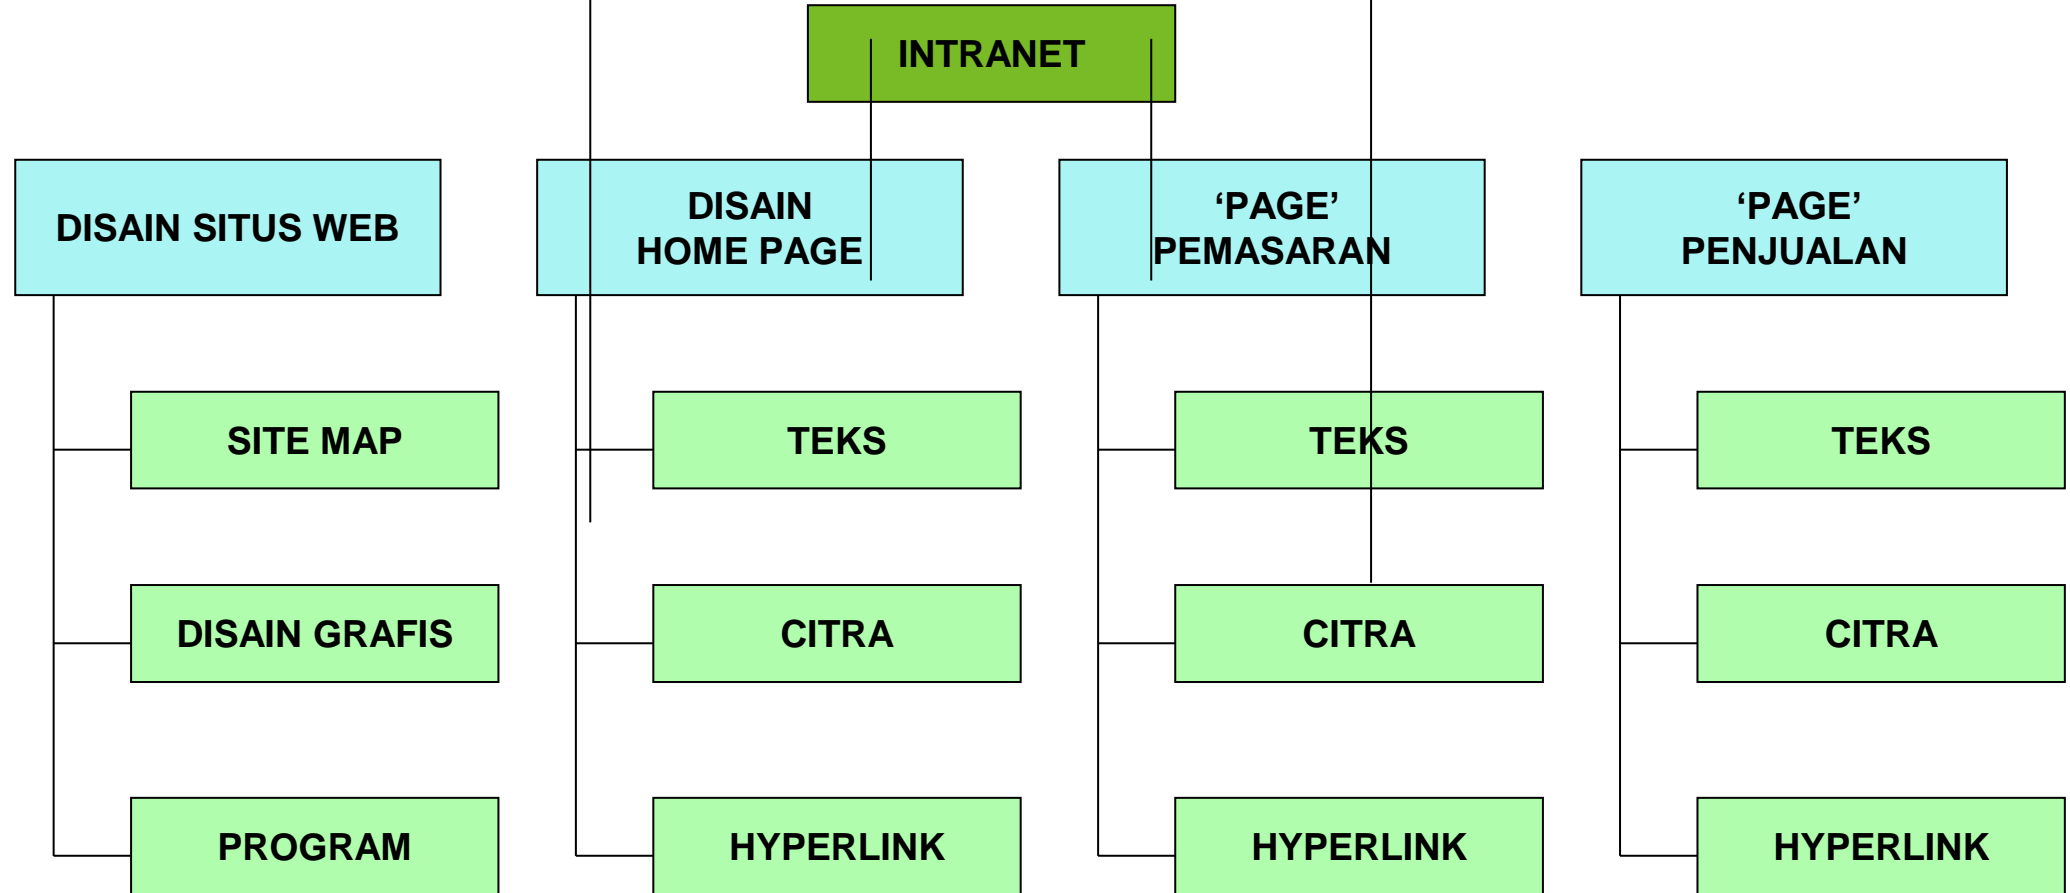 INTRANET
DISAIN SITUS WEB
DISAIN
HOME PAGE
‘PAGE’
PEMASARAN
‘PAGE’
PENJUALAN
SITE MAP
TEKS
TEKS
TEKS
DISAIN GRAFIS
CITRA
CITRA
CITRA
PROGRAM
HYPERLINK
HYPERLINK
HYPERLINK